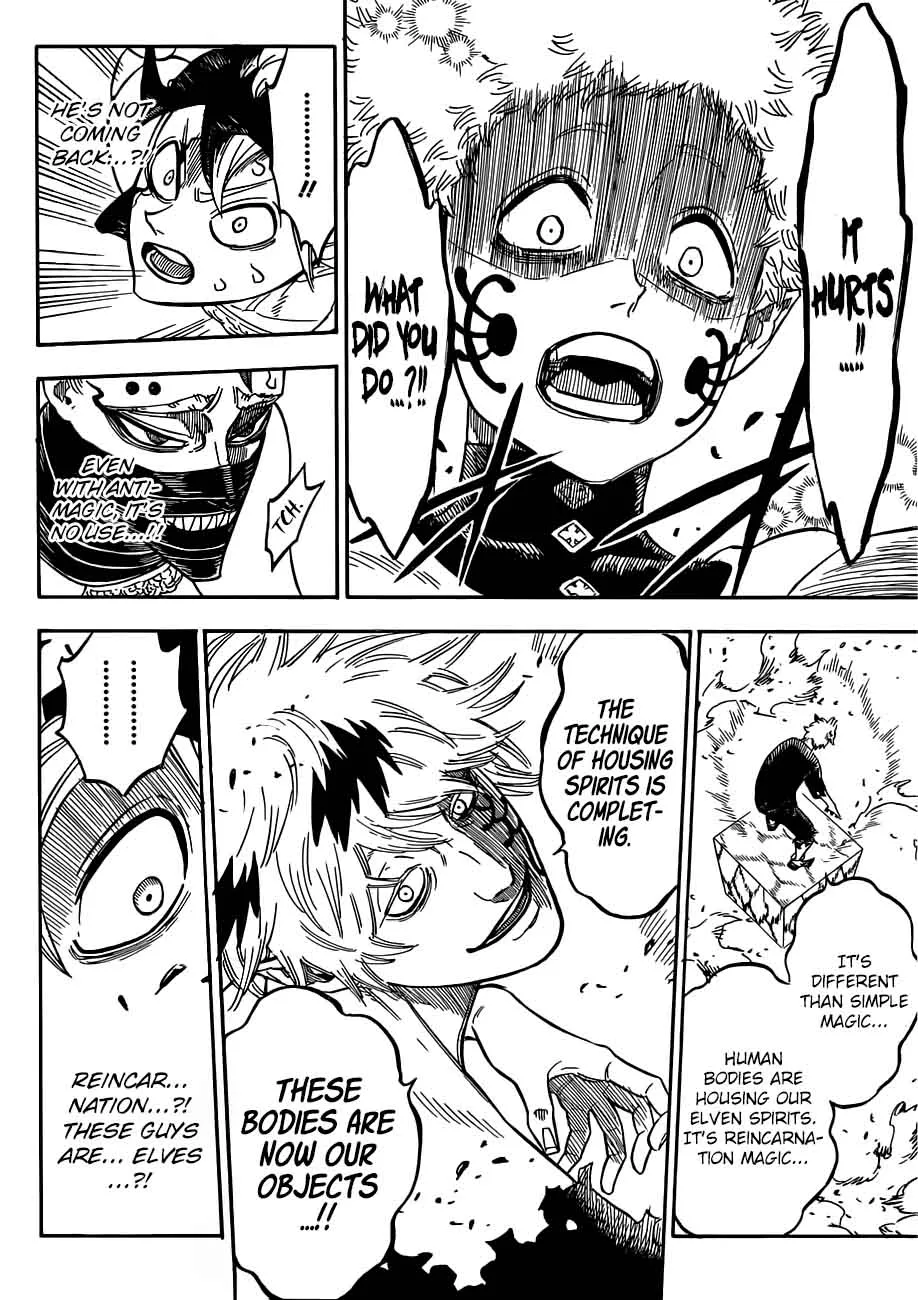 IT
HURTS
!!
WHAT
DID YOU
DO ?!!
...
.........!!
HE'S NOT
COMING
BACK...?!
TCH.
EVEN
WITH ANTI-
MAGIC, IT'S
NO USE...!!
IT'S
DIFFERENT
THAN SIMPLE
MAGIC...
HUMAN
BODIES ARE
HOUSING OUR
ELVEN SPIRITS.
IT'S REINCARNA-
TION MAGIC...
THE
TECHNIQUE
OF HOUSING
SPIRITS IS
COMPLET-
ING.
THESE
BODIES ARE
NOW OUR
OBJECTS
...!!
.........
.........
REINCAR...
NATION...?!
THESE GUYS
ARE... ELVES
...?!